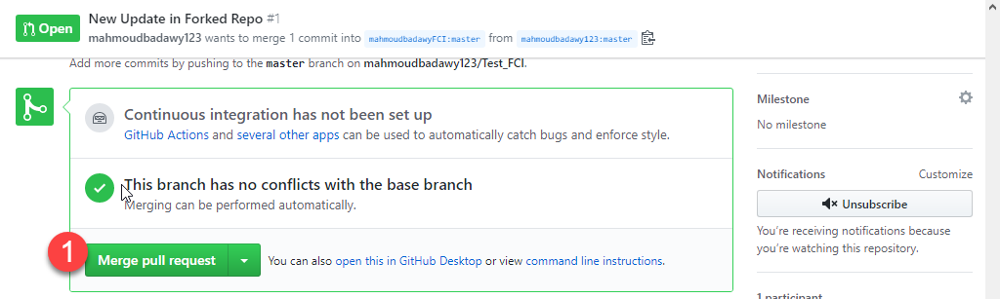 Open
New Update in Forked Repo #1
mahmoudbadawy123 wants to merge 1 commit into mahmoudbadawyFCI:master from mahmoudbadawy123:master
Add more commits by pushing to the master branch on mahmoudbadawy123/Test_FCI.
Continuous integration has not been set up
GitHub Actions and several other apps can be used to automatically catch bugs and enforce style.
This branch has no conflicts with the base branch
Merging can be performed automatically.
1
Merge pull request
You can also open this in GitHub Desktop or view command line instructions.
Milestone
No milestone
Notifications Customize
Unsubscribe
You're receiving notifications because
you're watching this repository.
1 participant